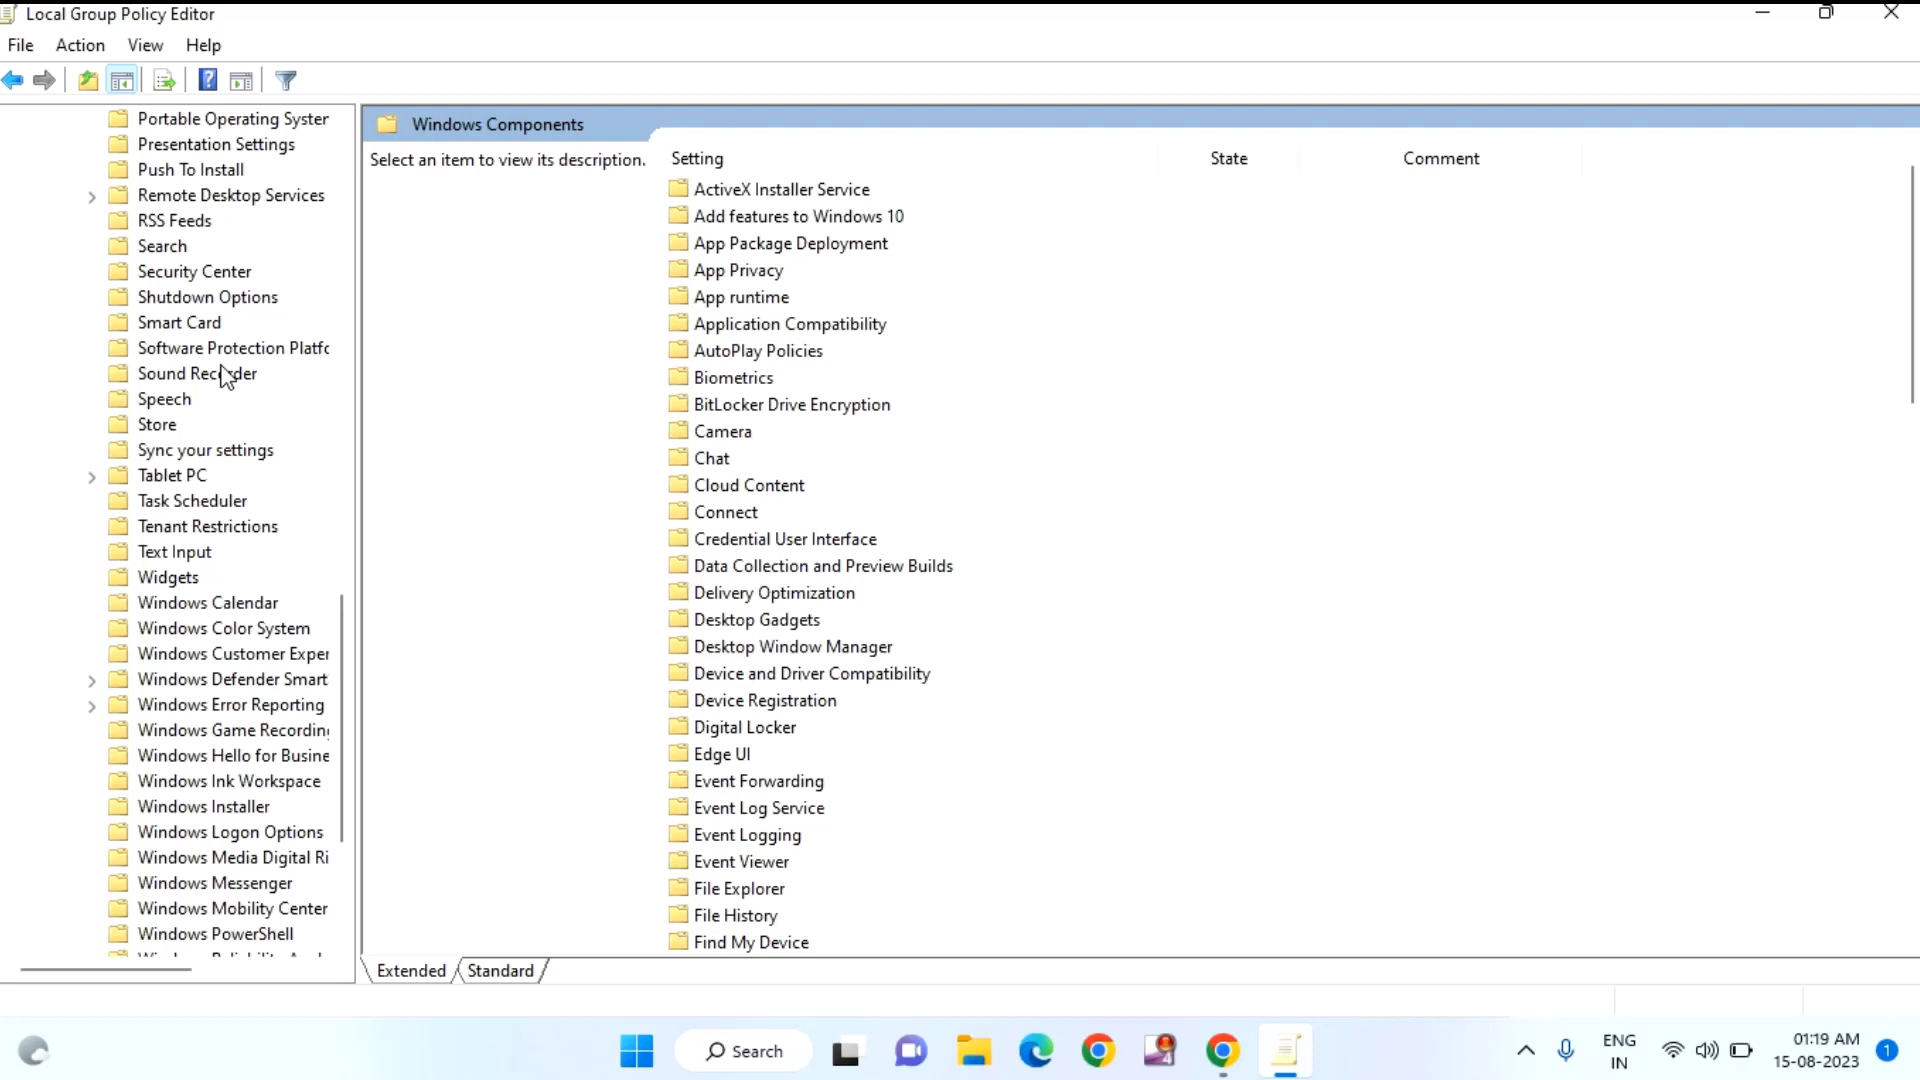 Local Group Policy Editor
File Action View Help
Portable Operating Syster
Presentation Settings
Push To Install
Remote Desktop Services
RSS Feeds
Search
Security Center
Shutdown Options
Smart Card
Software Protection Platfo
Sound Recorder
Speech
Store
Sync your settings
Tablet PC
Task Scheduler
Tenant Restrictions
Text Input
Widgets
Windows Calendar
Windows Color System
Windows Customer Exper
Windows Defender Smart
Windows Error Reporting
Windows Game Recording
Windows Hello for Busine
Windows Ink Workspace
Windows Installer
Windows Logon Options
Windows Media Digital Ri
Windows Messenger
Windows Mobility Center
Windows PowerShell
Windows Components
Select an item to view its description.
Setting State Comment
ActiveX Installer Service
Add features to Windows 10
App Package Deployment
App Privacy
App runtime
Application Compatibility
AutoPlay Policies
Biometrics
BitLocker Drive Encryption
Camera
Chat
Cloud Content
Connect
Credential User Interface
Data Collection and Preview Builds
Delivery Optimization
Desktop Gadgets
Desktop Window Manager
Device and Driver Compatibility
Device Registration
Digital Locker
Edge UI
Event Forwarding
Event Log Service
Event Logging
Event Viewer
File Explorer
File History
Find My Device
Extended Standard
Search
4
ENG
IN
01:19 AM
15-08-2023
1